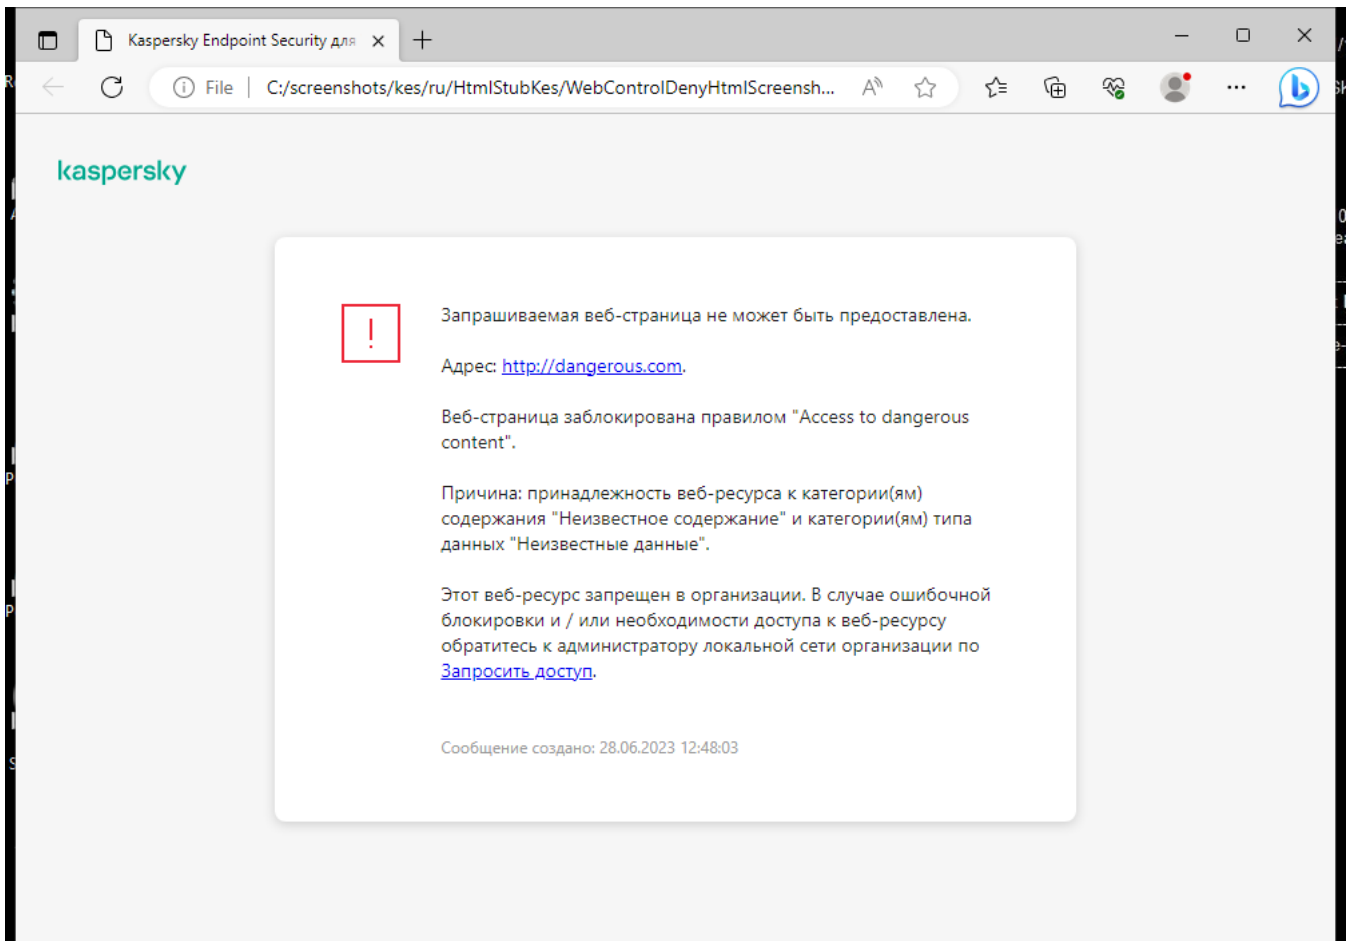 Kaspersky Endpoint Security для
File
C:/screenshots/kes/ru/HtmlStubKes/WebControlDenyHtmlScreensh...
kaspersky
Запрашиваемая веб-страница не может быть предоставлена.
Адрес: http://dangerous.com.
Веб-страница заблокирована правилом "Access to dangerous
content".
Причина: принадлежность веб-ресурса к категории(ям)
содержания "Неизвестное содержание" и категории(ям) типа
данных "Неизвестные данные".
Этот веб-ресурс запрещен в организации. В случае ошибочной
блокировки и / или необходимости доступа к веб-ресурсу
обратитесь к администратору локальной сети организации по
Запросить доступ.
Сообщение создано: 28.06.2023 12:48:03